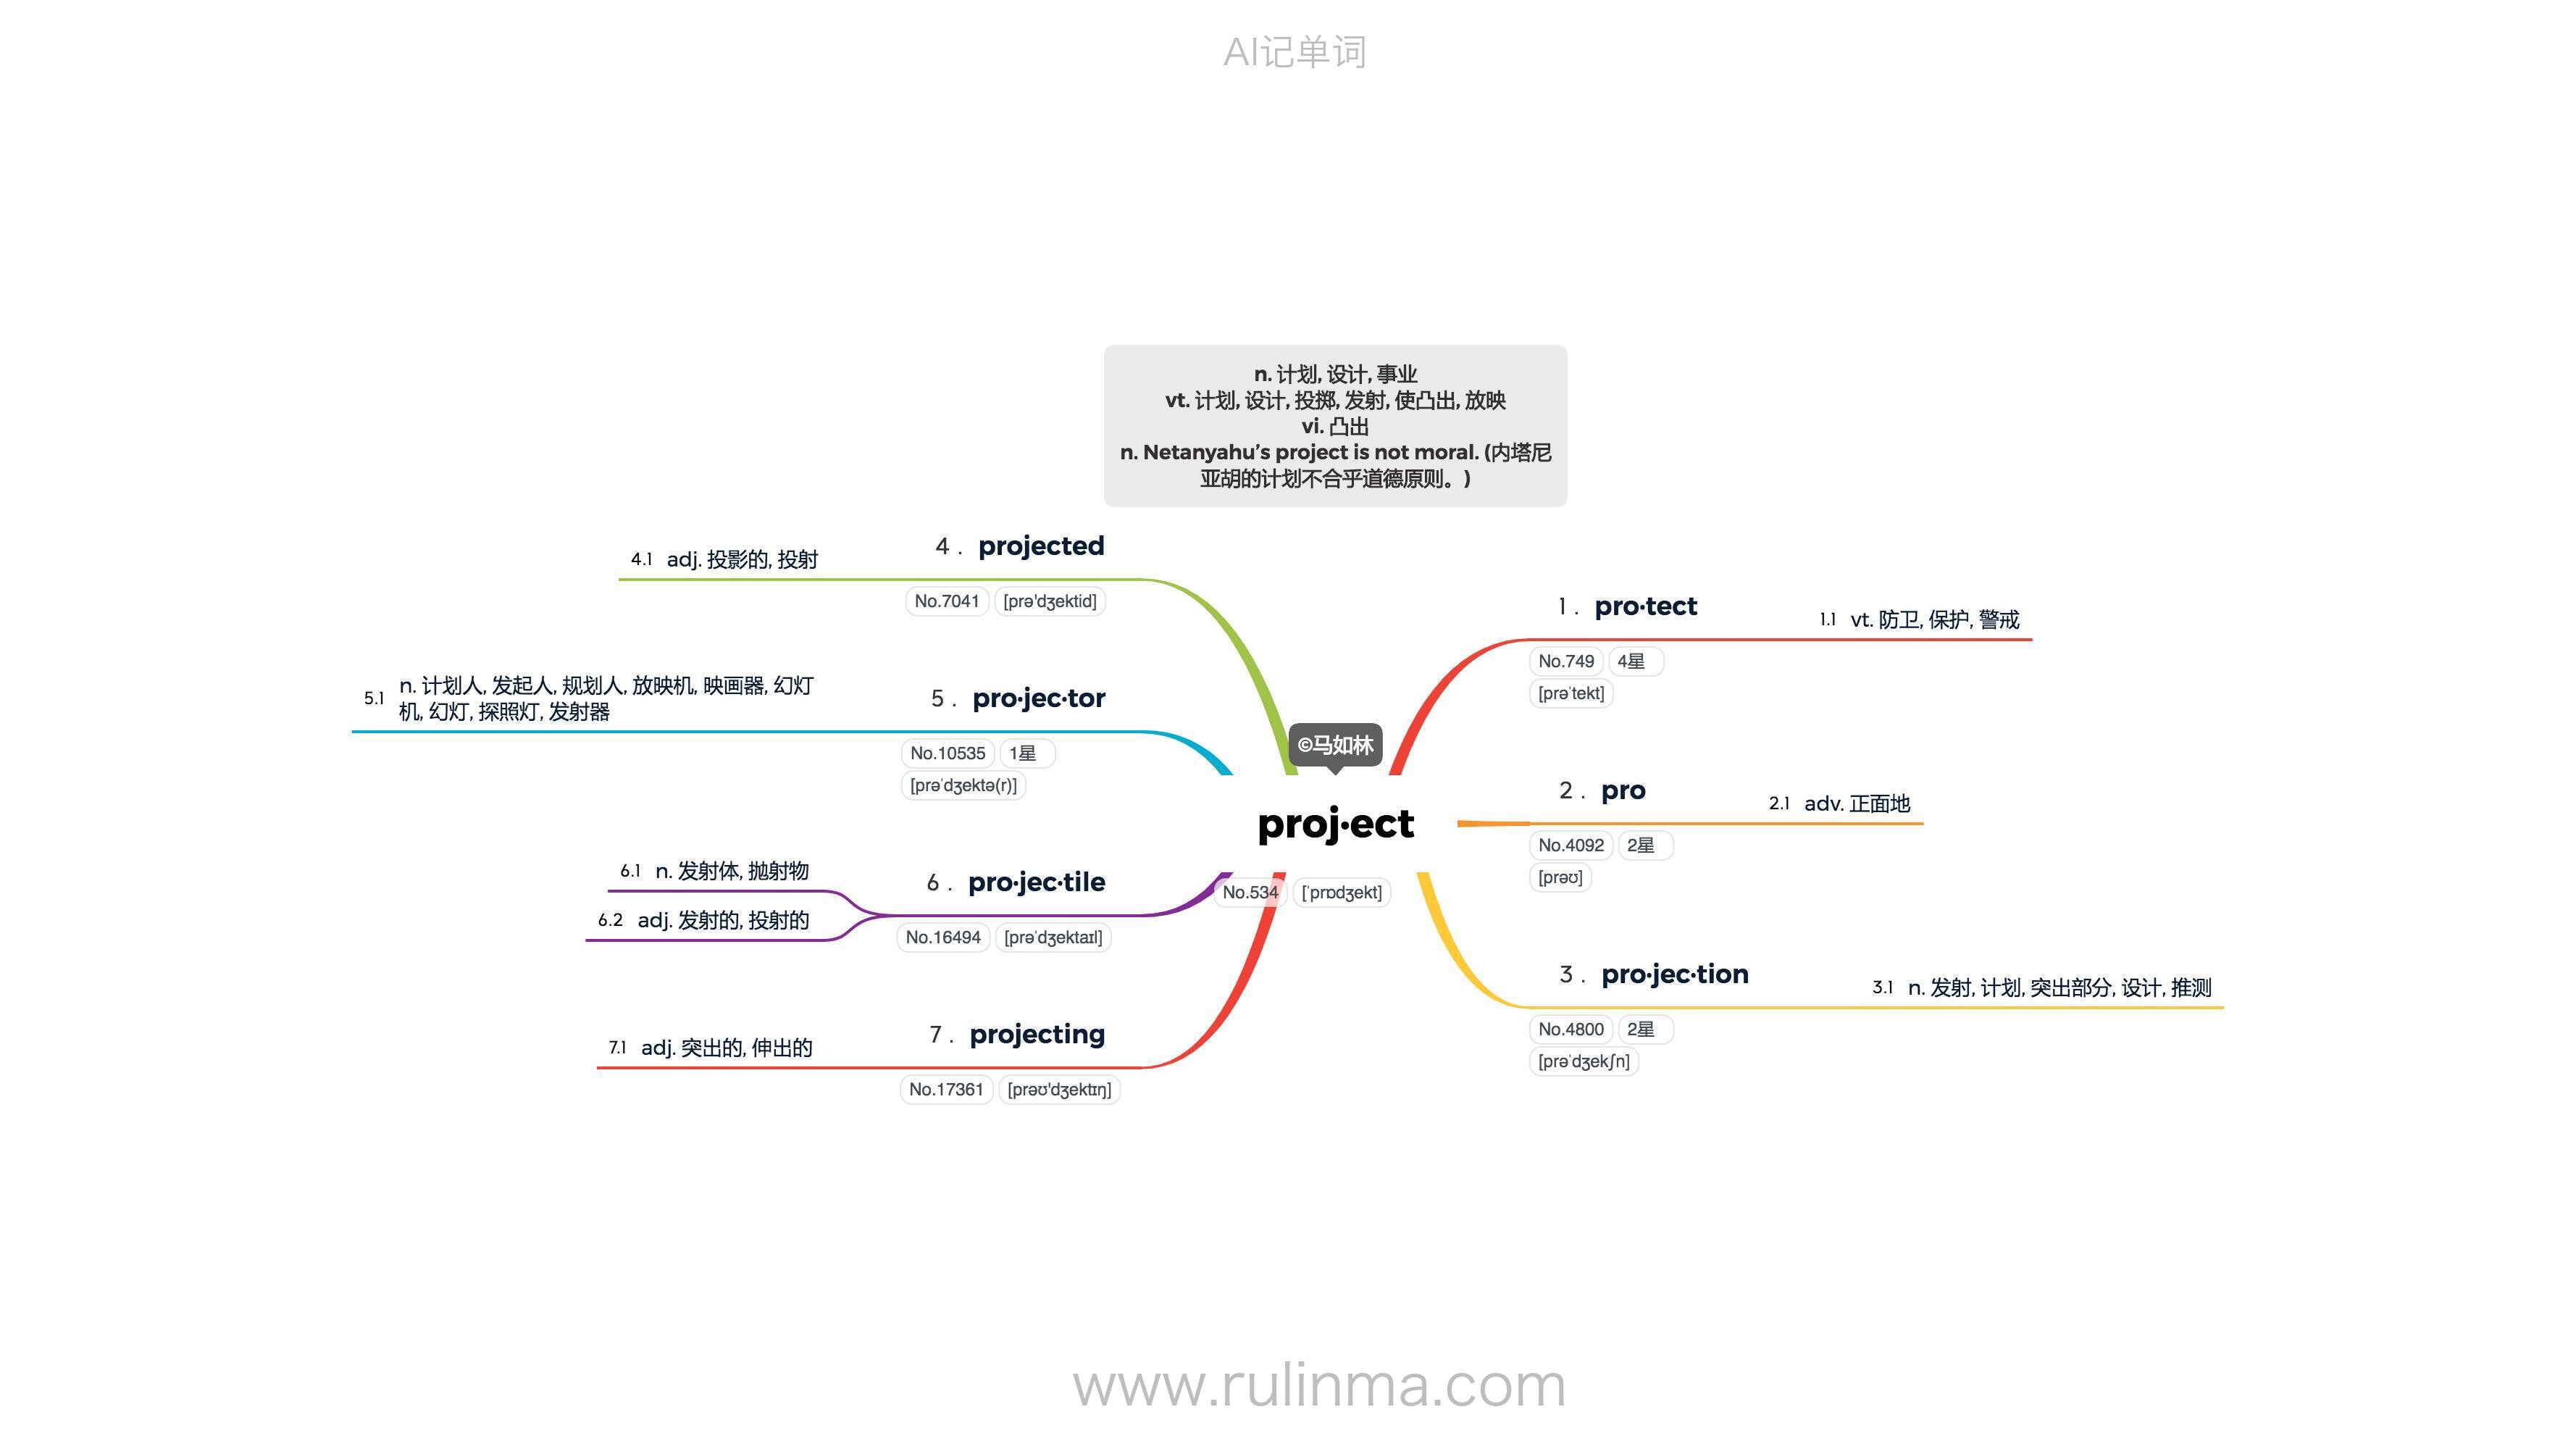 AI记单词
n. 计划, 设计, 事业
vt. 计划, 设计, 投掷, 发射, 使凸出, 放映
vi. 凸出
n. Netanyahu’s project is not moral. (内塔尼
亚胡的计划不合乎道德原则。)
©马如林
proj·ect
No.534 [ˈprɒdʒekt]
1 . pro·tect
No.749 4星
[prəˈtekt]
1.1 vt. 防卫, 保护, 警戒
2 . pro
No.4092 2星
[prəʊ]
2.1 adv. 正面地
3 . pro·jec·tion
No.4800 2星
[prəˈdʒekʃn]
3.1 n. 发射, 计划, 突出部分, 设计, 推测
4 . projected
No.7041 [prə'dʒektid]
4.1 adj. 投影的, 投射
5 . pro·jec·tor
No.10535 1星
[prəˈdʒektə(r)]
5.1 n. 计划人, 发起人, 规划人, 放映机, 映画器, 幻灯
机, 幻灯, 探照灯, 发射器
6 . pro·jec·tile
No.16494 [prəˈdʒektaɪl]
6.1 n. 发射体, 抛射物
6.2 adj. 发射的, 投射的
7 . projecting
No.17361 [prəʊ'dʒektɪŋ]
7.1 adj. 突出的, 伸出的
www.rulinma.com